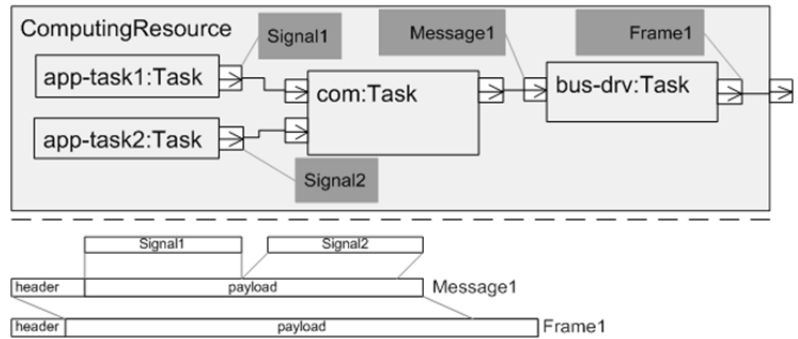 ComputingResource
Signal1
Message1
Frame1
app-task1:Task
com:Task
bus-drv:Task
app-task2:Task
Signal2
Signal1
Signal2
header
payload
Message1
header
payload
Frame1